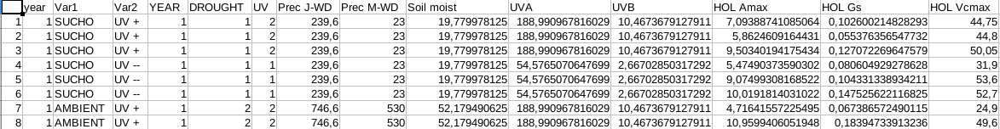 year Var1 Var2 YEAR DROUGHT UV Prec J-WD Prec M-WD Soil moist UVA UVB HOL Amax HOL Gs HOL Vcmax
1 1 SUCHO UV + 1 1 2 239,6 23 19,779978125 188,990967816029 10,4673679127911 7,09388741085064 0,102600214828293 44,75
2 1 SUCHO UV + 1 1 2 239,6 23 19,779978125 188,990967816029 10,4673679127911 5,8624609164431 0,055376356547732 44,8
3 1 SUCHO UV + 1 1 2 239,6 23 19,779978125 188,990967816029 10,4673679127911 9,50340194175434 0,127072269647579 50,05
4 1 SUCHO UV -- 1 1 1 239,6 23 19,779978125 54,5765070647699 2,66702850317292 5,47490373590302 0,080604929278628 31,9
5 1 SUCHO UV -- 1 1 1 239,6 23 19,779978125 54,5765070647699 2,66702850317292 9,07499308168522 0,104331338934211 53,6
6 1 SUCHO UV -- 1 1 1 239,6 23 19,779978125 54,5765070647699 2,66702850317292 10,0191814031022 0,147525622116825 52,7
7 1 AMBIENT UV + 1 2 2 746,6 530 52,179490625 188,990967816029 10,4673679127911 4,71641557225495 0,067386572490115 24,9
8 1 AMBIENT UV + 1 2 2 746,6 530 52,179490625 188,990967816029 10,4673679127911 10,9599406051948 0,18394733913236 49,6